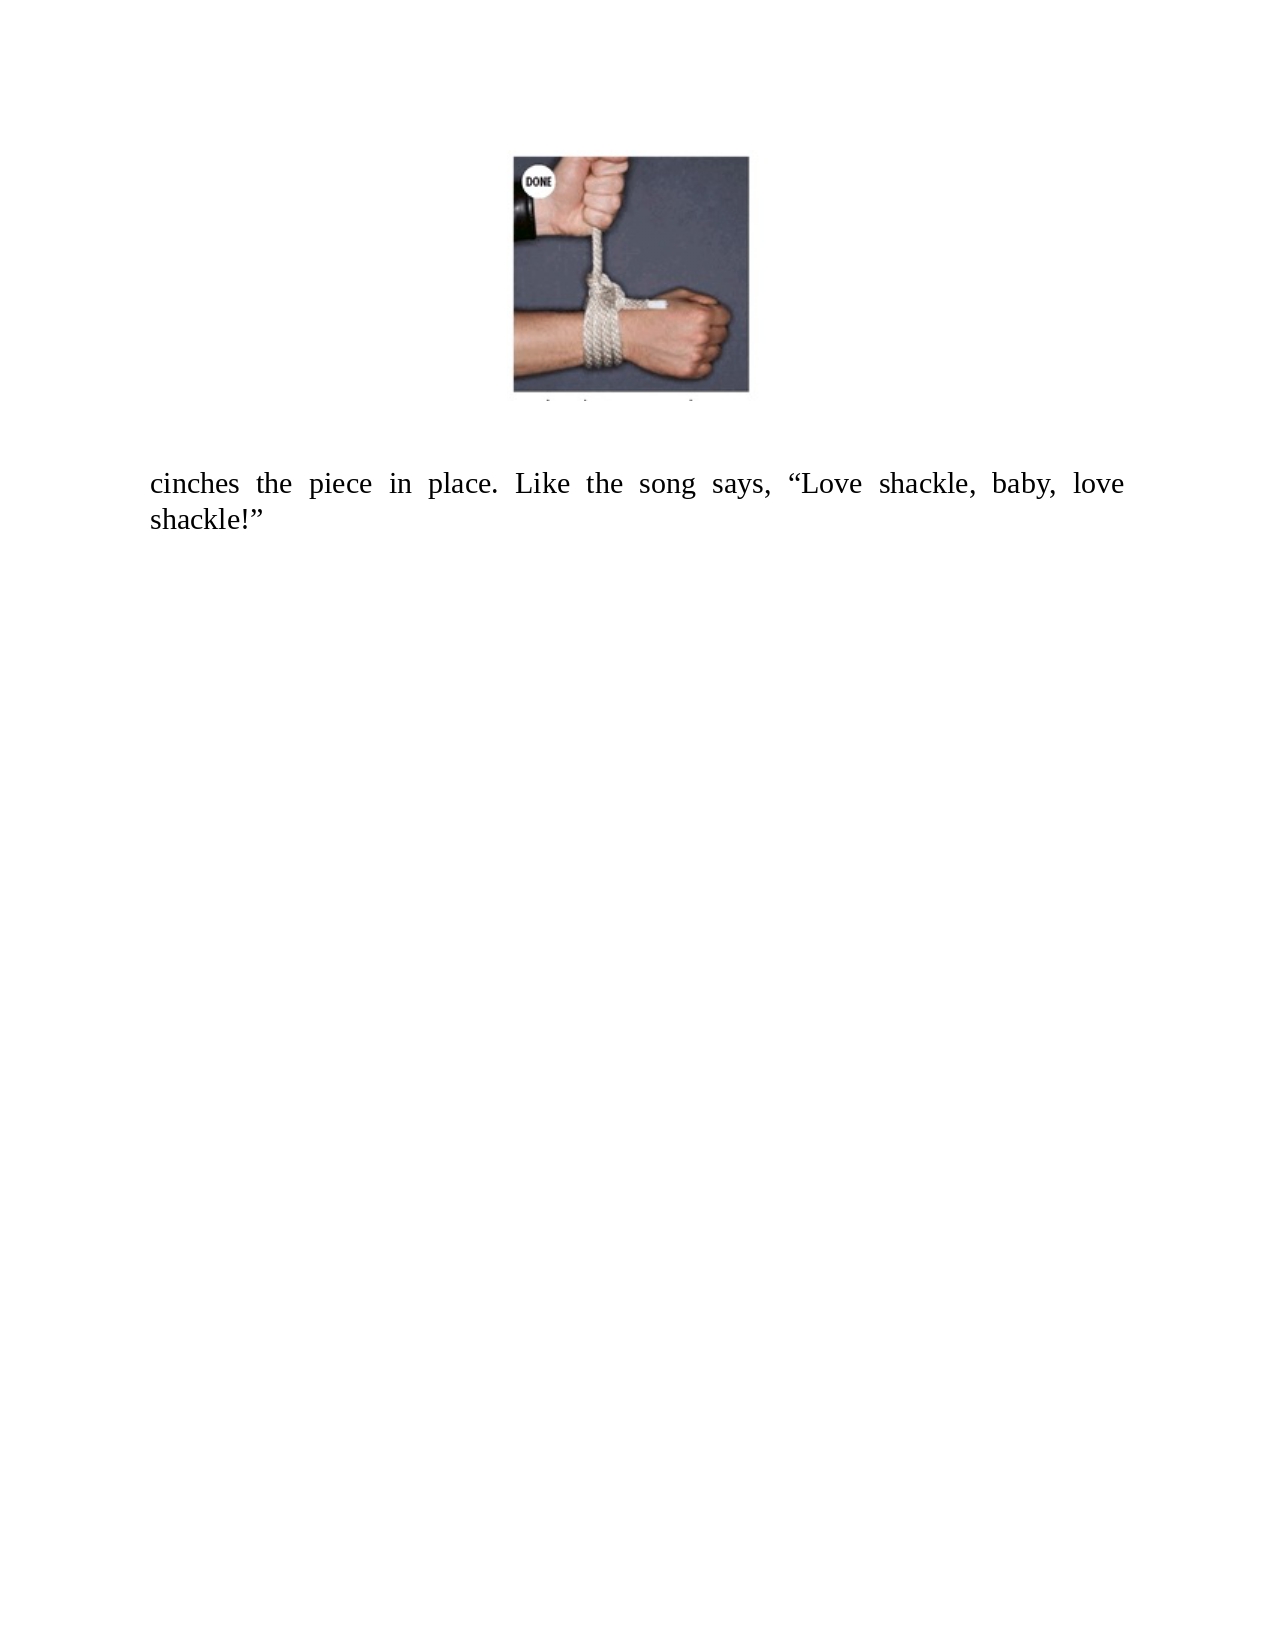 DONE
cinches the piece in place. Like the song says, “Love shackle, baby, love
shackle!”